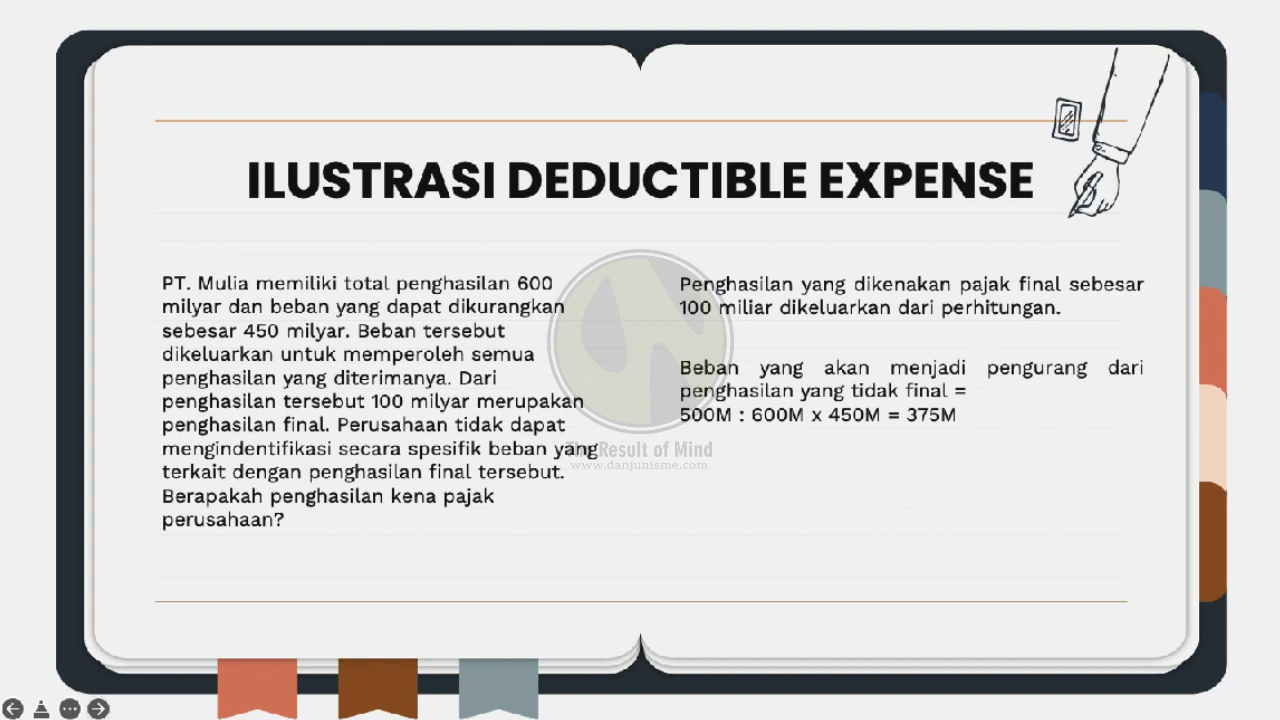 ILUSTRASI DEDUCTIBLE EXPENSE
PT. Mulia memiliki total penghasilan 600
milyar dan beban yang dapat dikurangkan
sebesar 450 milyar. Beban tersebut
dikeluarkan untuk memperoleh semua
penghasilan yang diterimanya. Dari
penghasilan tersebut 100 milyar merupakan
penghasilan final. Perusahaan tidak dapat
mengindentifikasi secara spesifik beban yang
terkait dengan penghasilan final tersebut.
Berapakah penghasilan kena pajak
perusahaan?
Penghasilan yang dikenakan pajak final sebesar
100 miliar dikeluarkan dari perhitungan.
Beban yang akan menjadi pengurang dari
penghasilan yang tidak final =
500M : 600M x 450M = 375M
The Result of Mind
www.danjunisme.com